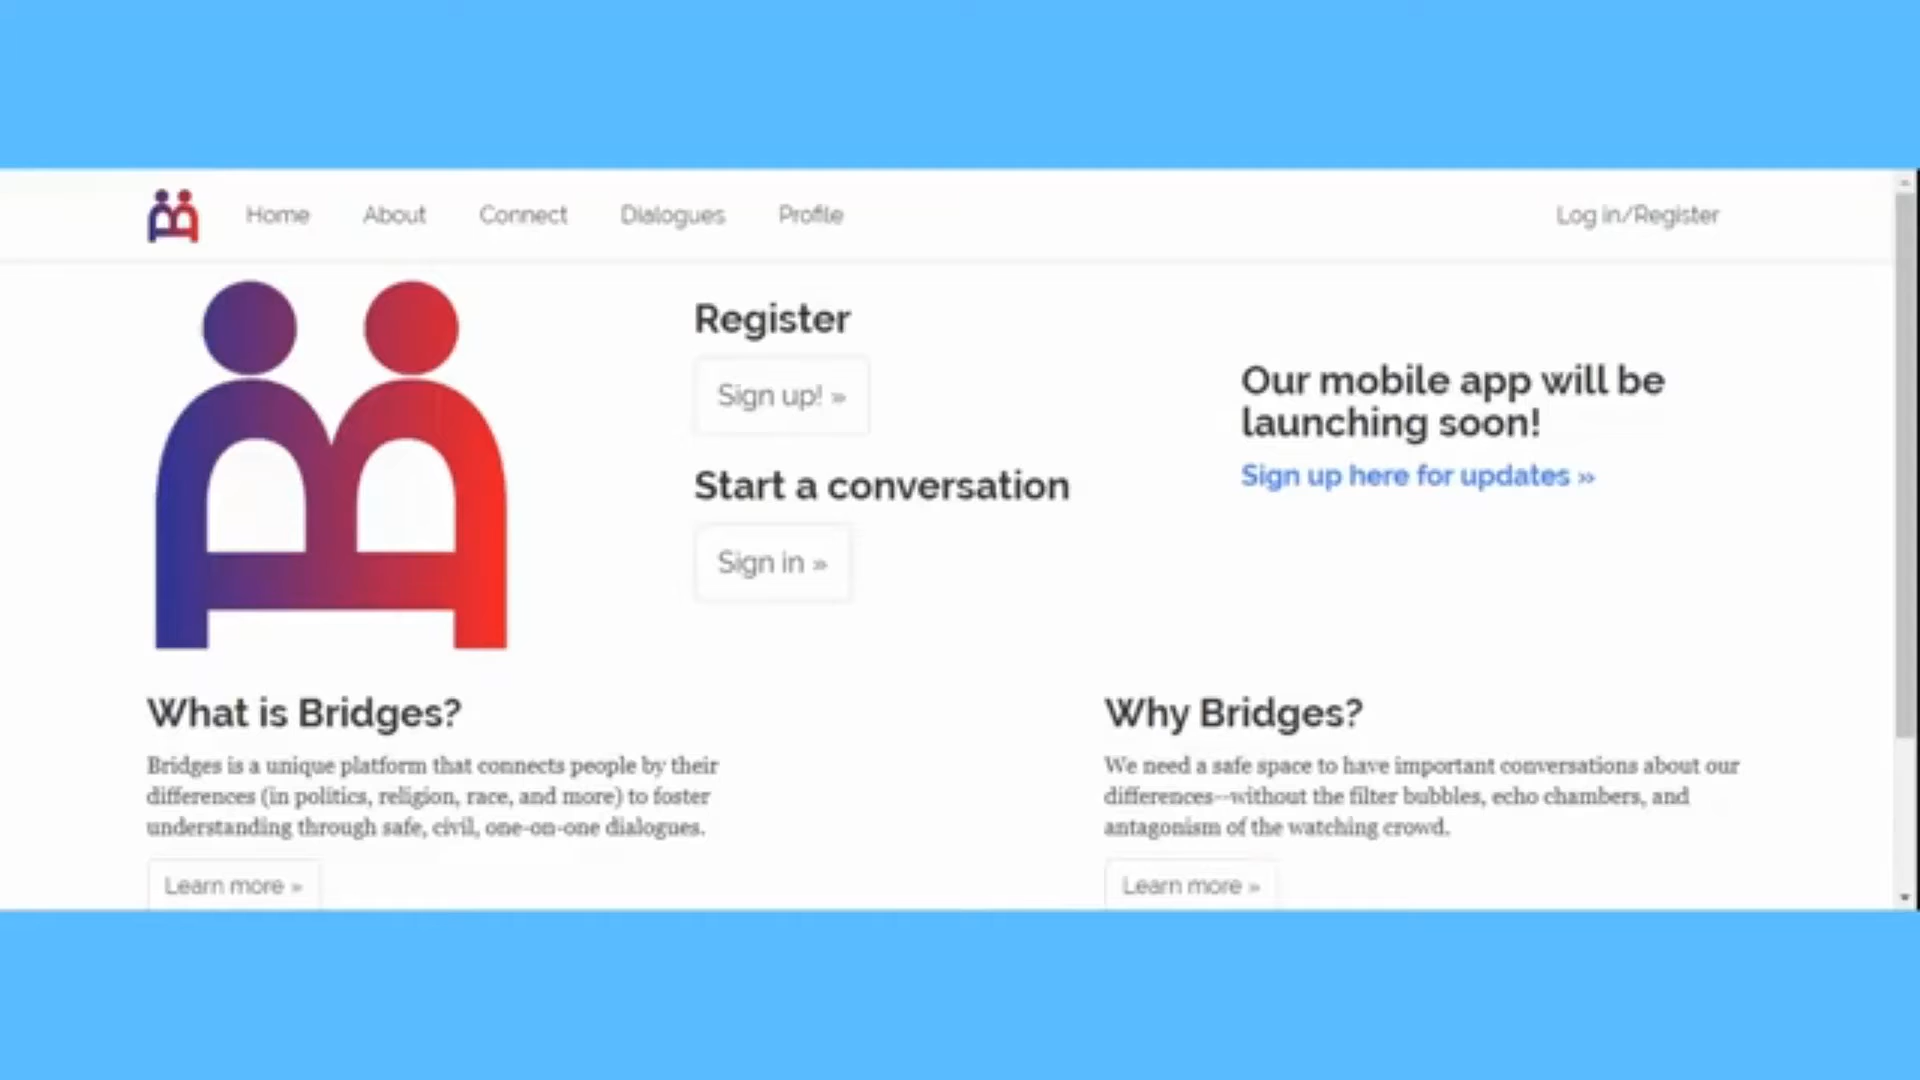 Home About Connect Dialogues Profile Log in/Register
Register
Sign up! »
Start a conversation
Sign in »
Our mobile app will be
launching soon!
Sign up here for updates »
What is Bridges?
Bridges is a unique platform that connects people by their
differences (in politics, religion, race, and more) to foster
understanding through safe, civil, one-on-one dialogues.
Learn more »
Why Bridges?
We need a safe space to have important conversations about our
differences--without the filter bubbles, echo chambers, and
antagonism of the watching crowd.
Learn more »